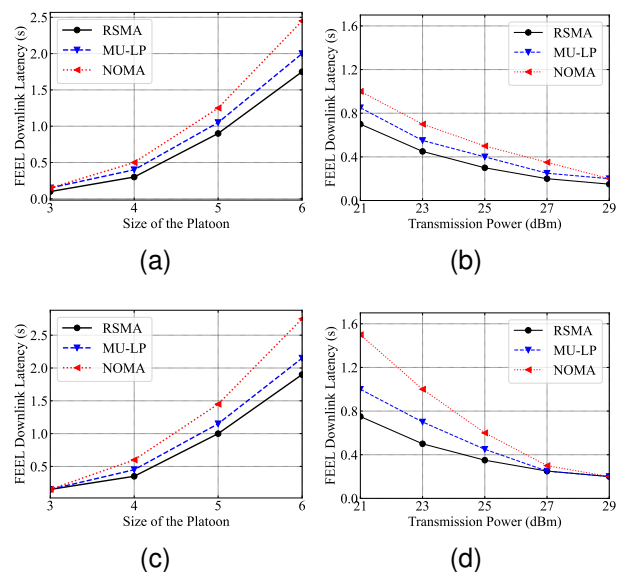 FEEL Downlink Latency (s)
2.5
2.0
1.5
1.0
0.5
0.0
RSMA
MU-LP
NOMA
3 4 5 6
Size of the Platoon
(a)
FEEL Downlink Latency (s)
1.6
1.2
0.8
0.4
0.0
RSMA
MU-LP
NOMA
21 23 25 27 29
Transmission Power (dBm)
(b)
FEEL Downlink Latency (s)
2.5
2.0
1.5
1.0
0.5
RSMA
MU-LP
NOMA
3 4 5 6
Size of the Platoon
(c)
FEEL Downlink Latency (s)
1.6
1.2
0.8
0.4
0.0
RSMA
MU-LP
NOMA
21 23 25 27 29
Transmission Power (dBm)
(d)